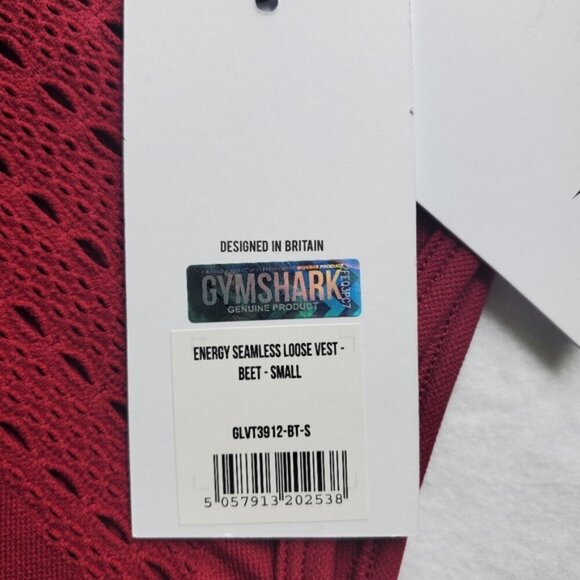 DESIGNED IN BRITAIN
GYMSHARK
GENUINE PRODUCT
ENERGY SEAMLESS LOOSE VEST -
BEET - SMALL
GLVT3912-BT-S
5 057913 202538